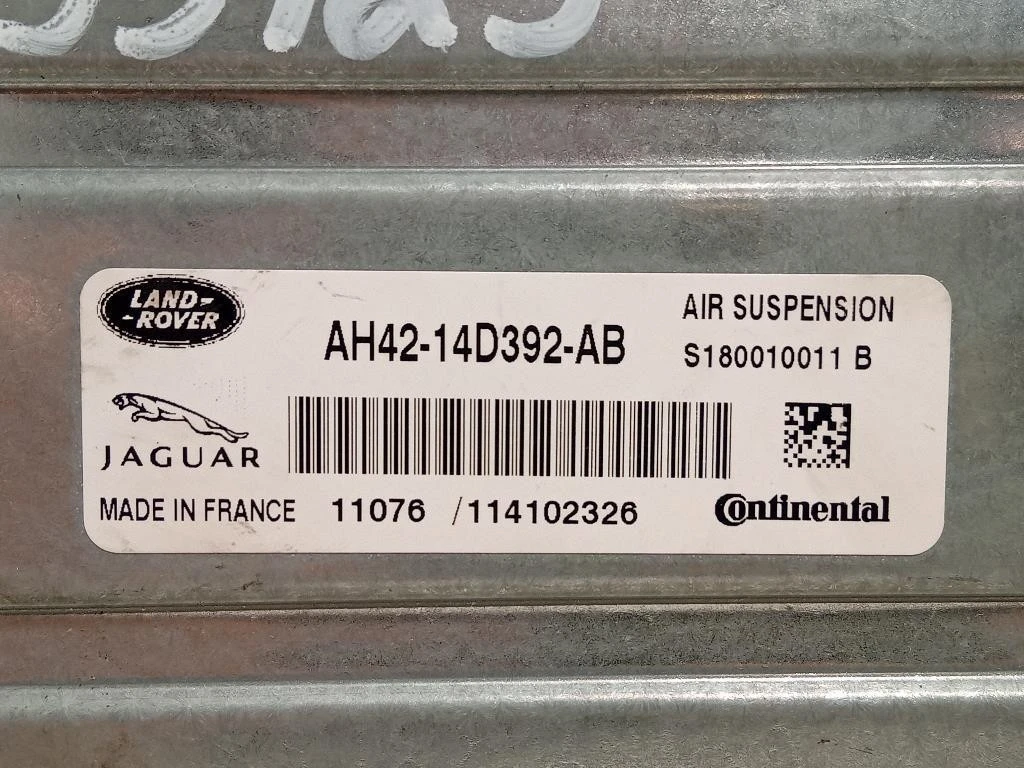 LAND-
-ROVER
AH42-14D392-AB
AIR SUSPENSION
S180010011 B
JAGUAR
MADE IN FRANCE 11076 /114102326
Continental